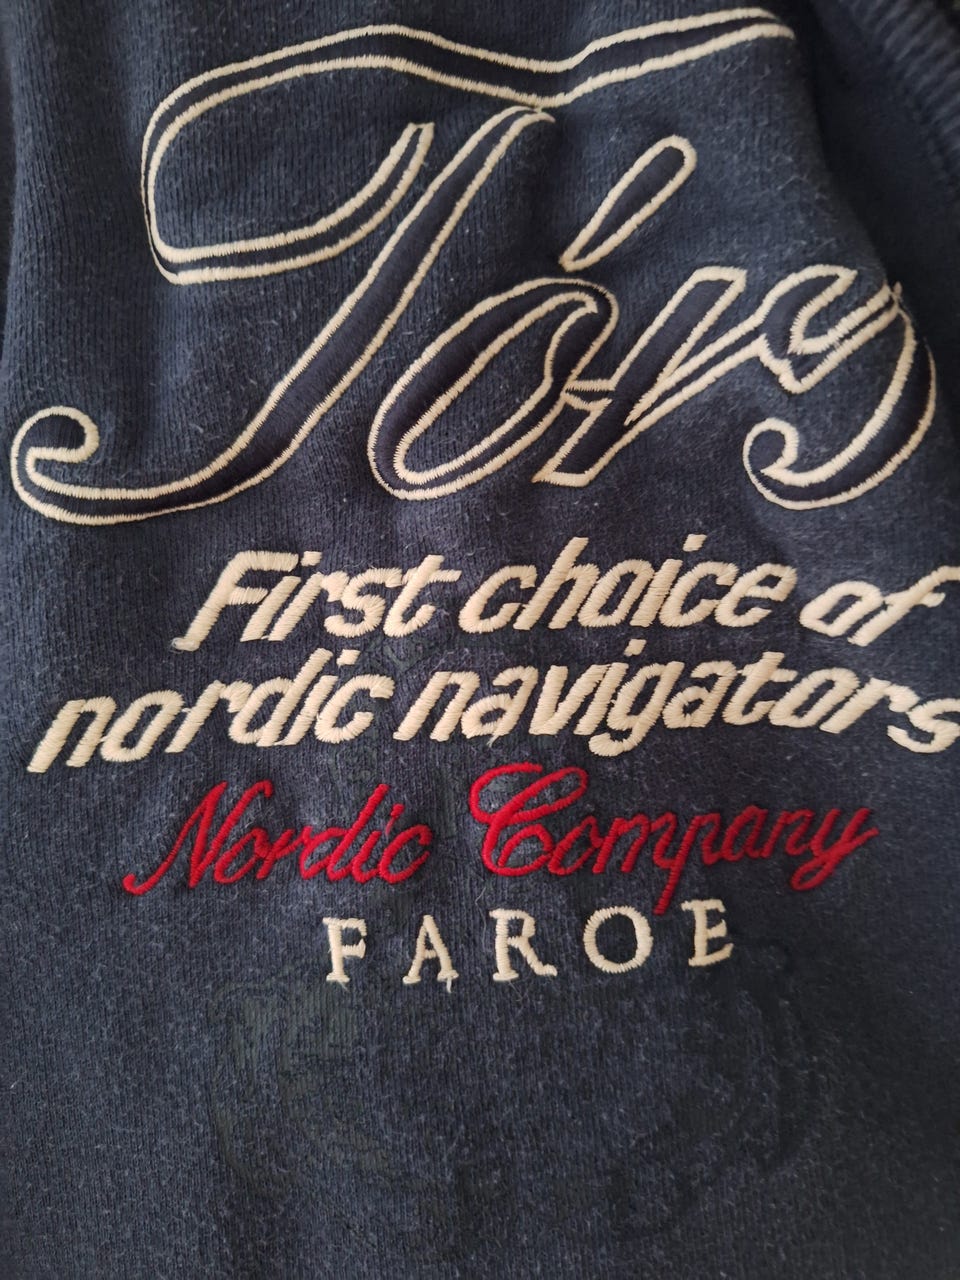 Tórs
First choice of
nordic navigators
Nordic Company
FAROE